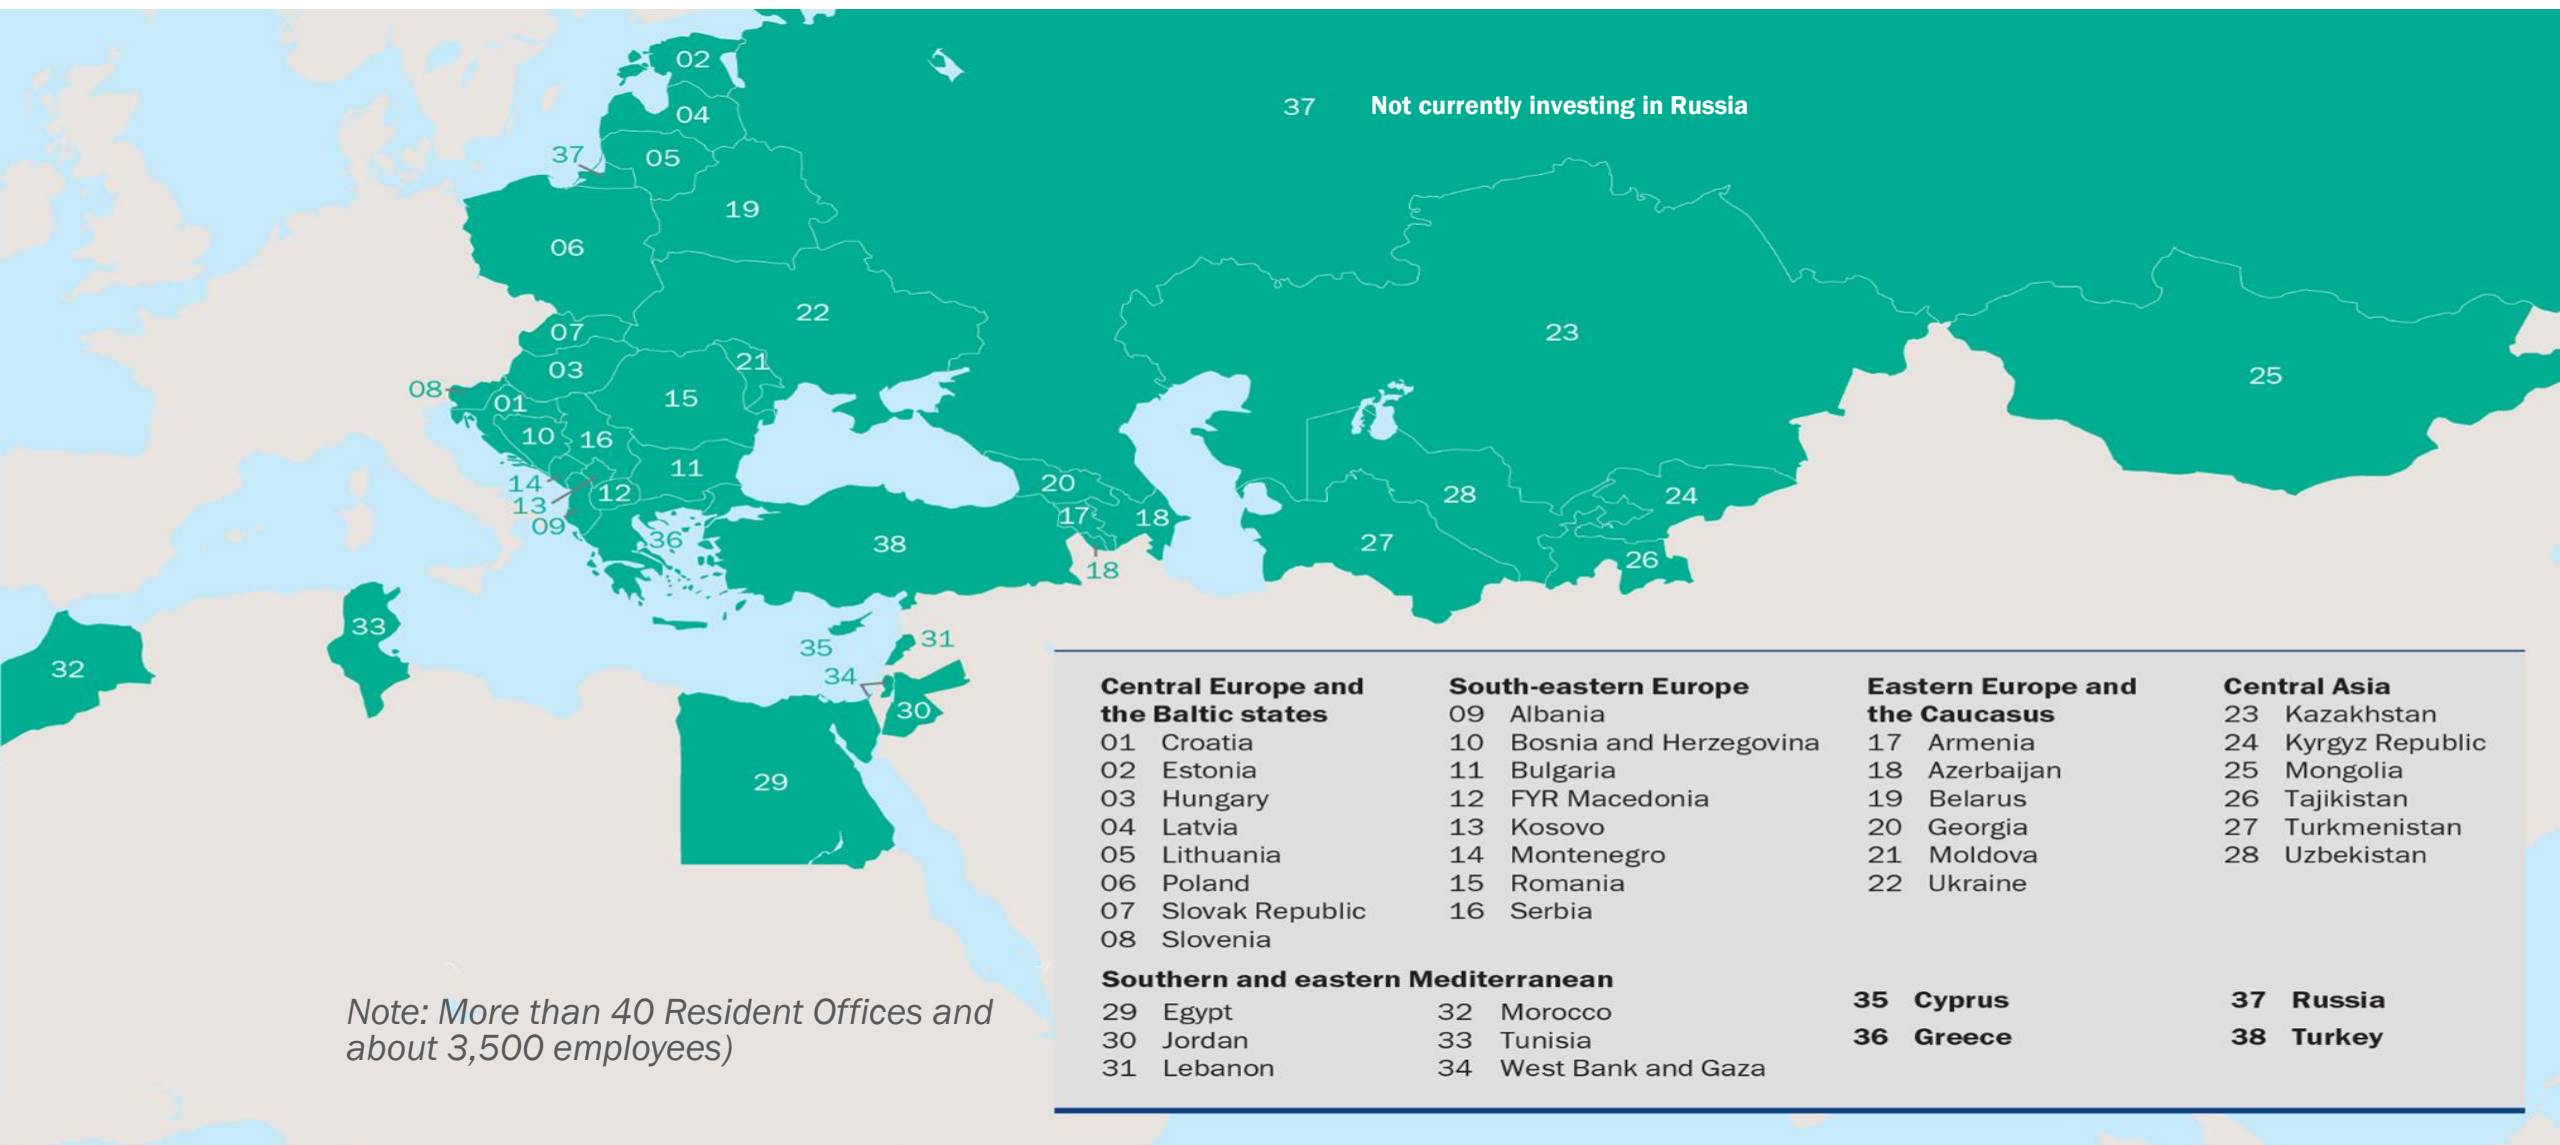 02
04
37
05
37 Not currently investing in Russia
19
06
22
07
23
21
03
25
08
01
15
10
16
11
14
12
20
28
24
13
17
18
09
36
38
27
26
18
33
31
35
32
34
30
29
Central Europe and
the Baltic states
01 Croatia
02 Estonia
03 Hungary
04 Latvia
05 Lithuania
06 Poland
07 Slovak Republic
08 Slovenia
South-eastern Europe
09 Albania
10 Bosnia and Herzegovina
11 Bulgaria
12 FYR Macedonia
13 Kosovo
14 Montenegro
15 Romania
16 Serbia
Eastern Europe and
the Caucasus
17 Armenia
18 Azerbaijan
19 Belarus
20 Georgia
21 Moldova
22 Ukraine
Central Asia
23 Kazakhstan
24 Kyrgyz Republic
25 Mongolia
26 Tajikistan
27 Turkmenistan
28 Uzbekistan
Southern and eastern Mediterranean
29 Egypt
30 Jordan
31 Lebanon
32 Morocco
33 Tunisia
34 West Bank and Gaza
35 Cyprus
36 Greece
37 Russia
38 Turkey
Note: More than 40 Resident Offices and
about 3,500 employees)